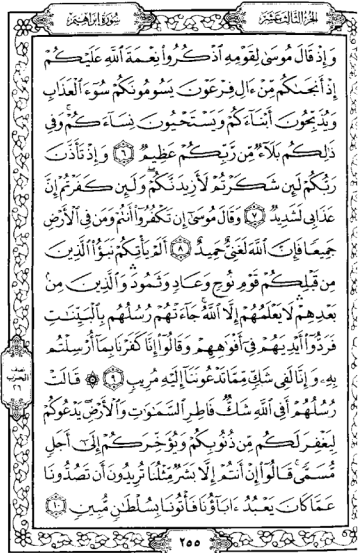 الجزء الثالث عشر
سورة إبراهيم
وَإِذْ قَالَ مُوسَىٰ لِقَوْمِهِ ٱذْكُرُوا۟ نِعْمَةَ ٱللَّهِ عَلَيْكُمْ
إِذْ أَنجَىٰكُم مِّنْ ءَالِ فِرْعَوْنَ يَسُومُونَكُمْ سُوٓءَ ٱلْعَذَابِ
وَيُذَبِّحُونَ أَبْنَآءَكُمْ وَيَسْتَحْيُونَ نِسَآءَكُمْ ۚ وَفِى
ذَٰلِكُم بَلَآءٌ مِّن رَّبِّكُمْ عَظِيمٌ ٦ وَإِذْ تَأَذَّنَ
رَبُّكُمْ لَئِن شَكَرْتُمْ لَأَزِيدَنَّكُمْ ۖ وَلَئِن كَفَرْتُمْ إِنَّ
عَذَابِى لَشَدِيدٌ ٧ وَقَالَ مُوسَىٰٓ إِن تَكْفُرُوٓا۟ أَنتُمْ وَمَن فِى ٱلْأَرْضِ
جَمِيعًا فَإِنَّ ٱللَّهَ لَغَنِىٌّ حَمِيدٌ ٨ أَلَمْ يَأْتِكُمْ نَبَؤُا۟ ٱلَّذِينَ
مِن قَبْلِكُمْ قَوْمِ نُوحٍ وَعَادٍ وَثَمُودَ ۛ وَٱلَّذِينَ مِنۢ
بَعْدِهِمْ ۛ لَا يَعْلَمُهُمْ إِلَّا ٱللَّهُ ۚ جَآءَتْهُمْ رُسُلُهُم بِٱلْبَيِّنَٰتِ
فَرَدُّوٓا۟ أَيْدِيَهُمْ فِىٓ أَفْوَٰهِهِمْ وَقَالُوٓا۟ إِنَّا كَفَرْنَا بِمَآ أُرْسِلْتُم
بِهِۦ وَإِنَّا لَفِى شَكٍّ مِّمَّا تَدْعُونَنَآ إِلَيْهِ مُرِيبٍ ٩ ۞ قَالَتْ
رُسُلُهُمْ أَفِى ٱللَّهِ شَكٌّ فَاطِرِ ٱلسَّمَٰوَٰتِ وَٱلْأَرْضِ ۖ يَدْعُوكُمْ
لِيَغْفِرَ لَكُم مِّن ذُنُوبِكُمْ وَيُؤَخِّرَكُمْ إِلَىٰٓ أَجَلٍ
مُّسَمًّى ۚ قَالُوٓا۟ إِنْ أَنتُمْ إِلَّا بَشَرٌ مِّثْلُنَا تُرِيدُونَ أَن تَصُدُّونَا
عَمَّا كَانَ يَعْبُدُ ءَابَآؤُنَا فَأْتُونَا بِسُلْطَٰنٍ مُّبِينٍ ١٠
نصف
الحزب
٢٦
٢٥٥